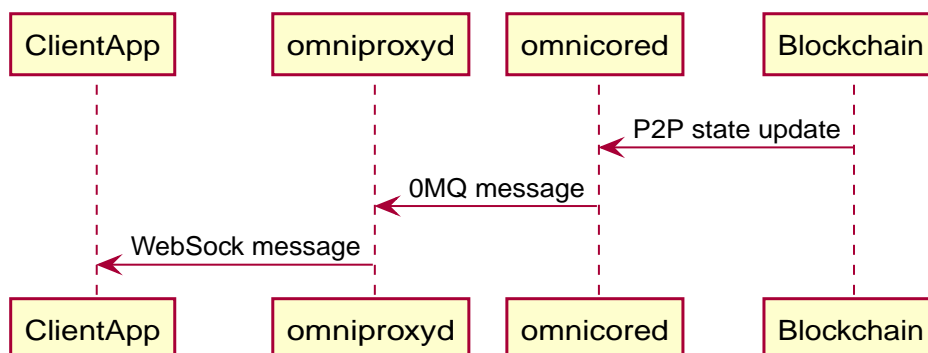 ClientApp omniproxyd omnicored Blockchain
P2P state update
0MQ message
WebSock message
ClientApp omniproxyd omnicored Blockchain